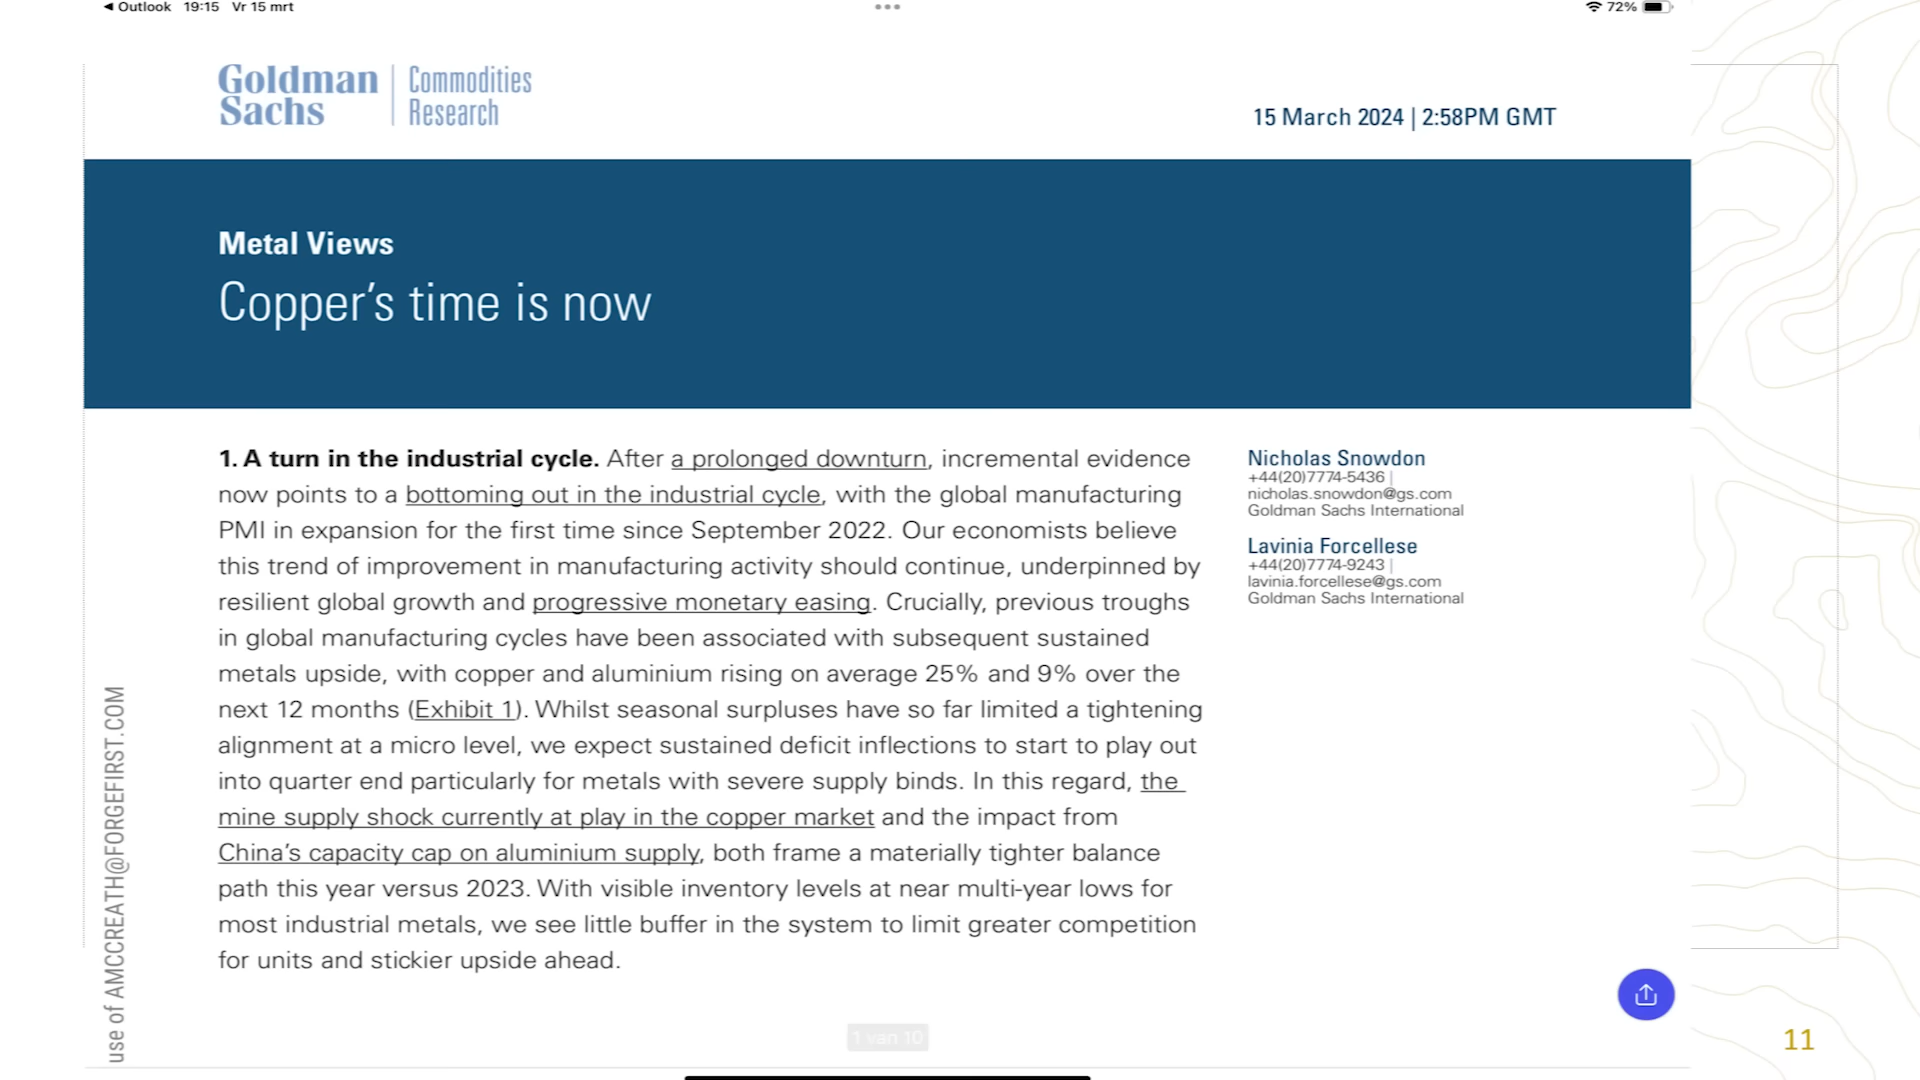 Outlook 19:15 Vr 15 mrt
72%
Goldman Sachs
Commodities Research
15 March 2024 | 2:58PM GMT
Metal Views
Copper’s time is now
1. A turn in the industrial cycle. After a prolonged downturn, incremental evidence
now points to a bottoming out in the industrial cycle, with the global manufacturing
PMI in expansion for the first time since September 2022. Our economists believe
this trend of improvement in manufacturing activity should continue, underpinned by
resilient global growth and progressive monetary easing. Crucially, previous troughs
in global manufacturing cycles have been associated with subsequent sustained
metals upside, with copper and aluminium rising on average 25% and 9% over the
next 12 months (Exhibit 1). Whilst seasonal surpluses have so far limited a tightening
alignment at a micro level, we expect sustained deficit inflections to start to play out
into quarter end particularly for metals with severe supply binds. In this regard, the
mine supply shock currently at play in the copper market and the impact from
China’s capacity cap on aluminium supply, both frame a materially tighter balance
path this year versus 2023. With visible inventory levels at near multi-year lows for
most industrial metals, we see little buffer in the system to limit greater competition
for units and stickier upside ahead.
Nicholas Snowdon
+44(20)7774-5436 |
nicholas.snowdon@gs.com
Goldman Sachs International
Lavinia Forcellese
+44(20)7774-9243 |
lavinia.forcellese@gs.com
Goldman Sachs International
use of AMCCREATH@FORGEFIRST.COM
1 van 10
11